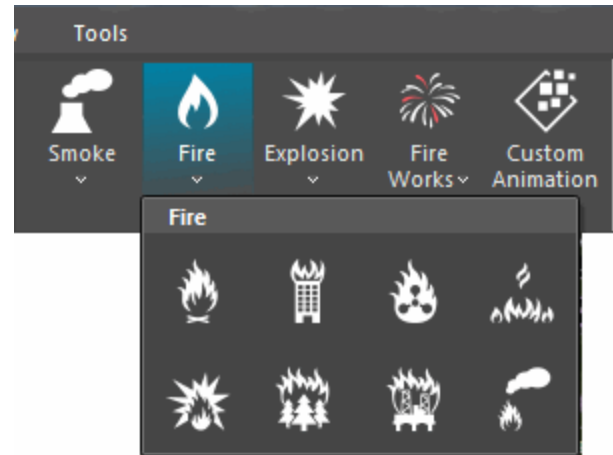 Tools
Smoke
Fire
Explosion
Fire
Works
Custom
Animation
Fire